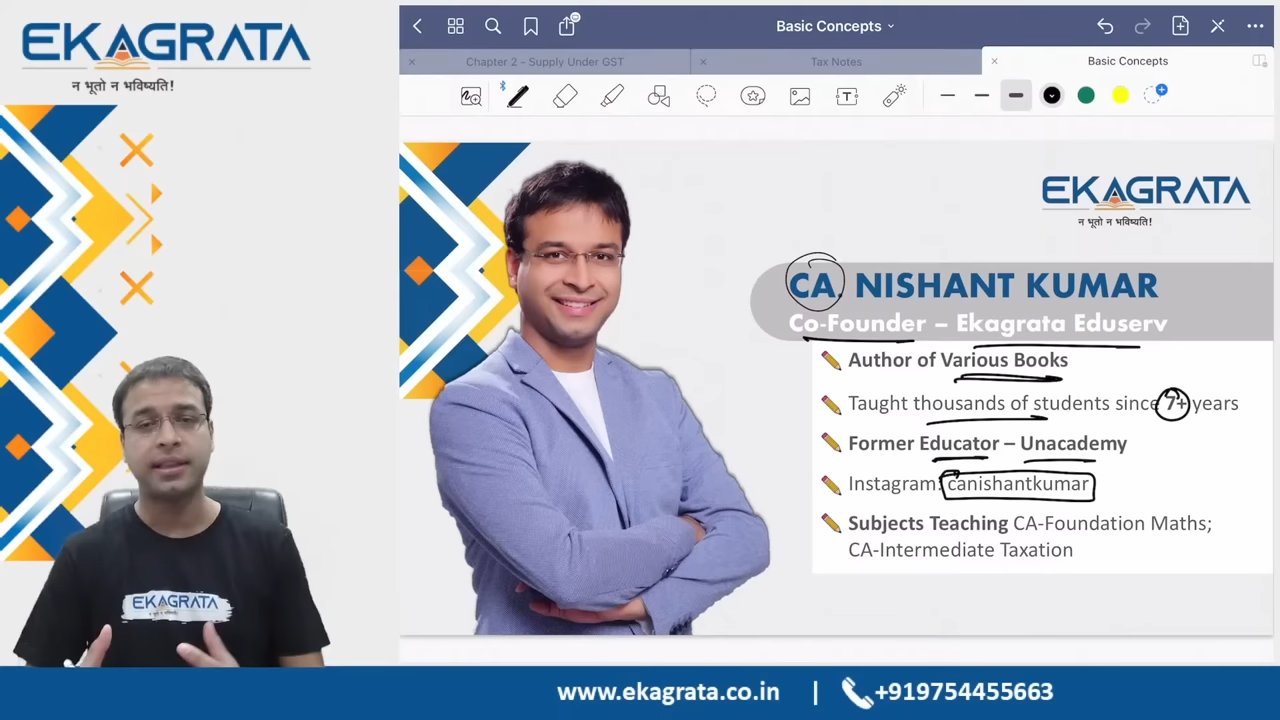 EKAGRATA
न भूतो न भविष्यति!
Basic Concepts
Chapter 2 - Supply Under GST
Tax Notes
Basic Concepts
EKAGRATA
न भूतो न भविष्यति!
CA. NISHANT KUMAR
Co-Founder – Ekagrata Eduserv
Author of Various Books
Taught thousands of students since 7+ years
Former Educator – Unacademy
Instagram: canishantkumar
Subjects Teaching CA-Foundation Maths;
CA-Intermediate Taxation
EKAGRATA
www.ekagrata.co.in | +919754455663